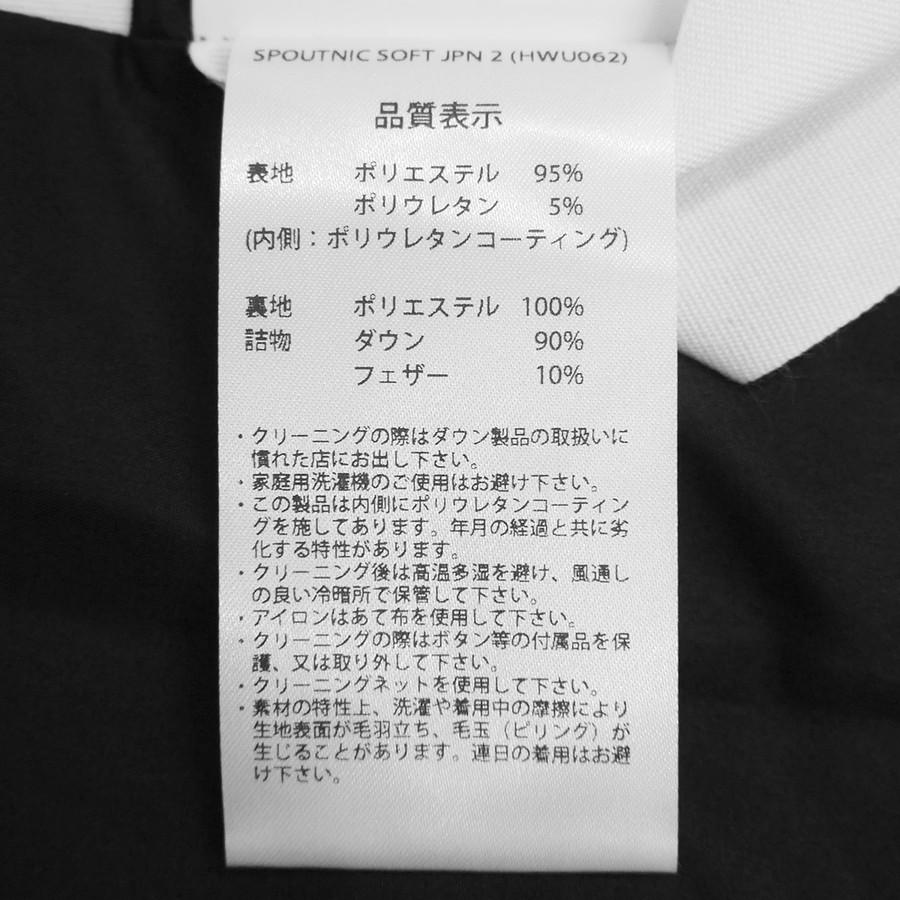 SPOUTNIC SOFT JPN 2 (HWU062)
品質表示
表地 ポリエステル 95%
ポリウレタン 5%
(内側：ポリウレタンコーティング)
裏地 ポリエステル 100%
詰物 ダウン 90%
フェザー 10%
・クリーニングの際はダウン製品の取扱いに
慣れた店にお出し下さい。
・家庭用洗濯機のご使用はお避け下さい。
・この製品は内側にポリウレタンコーティン
グを施してあります。年月の経過と共に劣
化する特性があります。
・クリーニング後は高温多湿を避け、風通し
の良い冷暗所で保管して下さい。
・アイロンはあて布を使用して下さい。
・クリーニングの際はボタン等の付属品を保
護、又は取り外して下さい。
・クリーニングネットを使用して下さい。
・素材の特性上、洗濯や着用中の摩擦により
生地表面が毛羽立ち、毛玉（ピリング）が
生じることがあります。連日の着用はお避
け下さい。